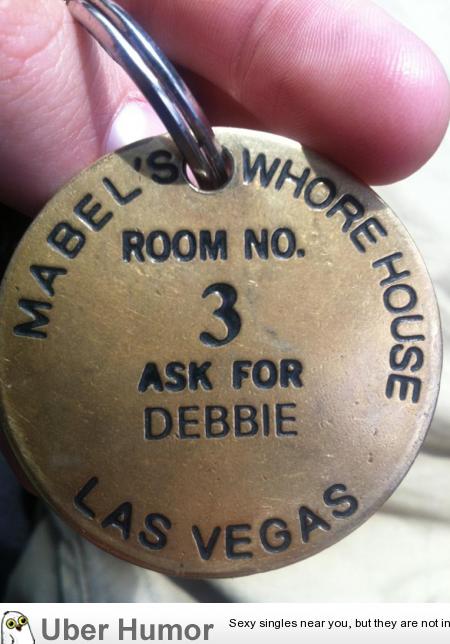 MABEL'S WHORE HOUSE
ROOM NO.
3
ASK FOR
DEBBIE
LAS VEGAS
Uber Humor
Sexy singles near you, but they are not in